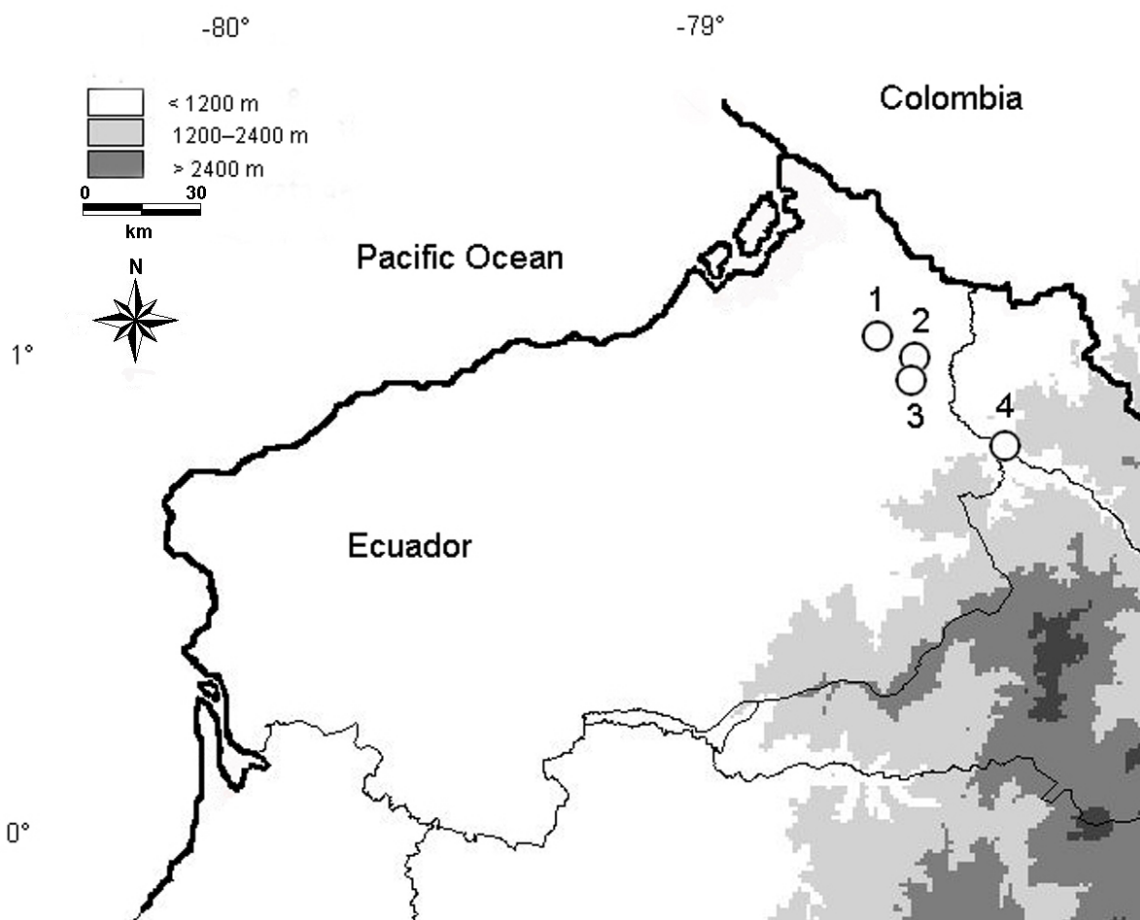 -80°
-79°
Colombia
< 1200 m
1200–2400 m
> 2400 m
0 30
km
Pacific Ocean
N
1
2
1°
3
4
Ecuador
0°